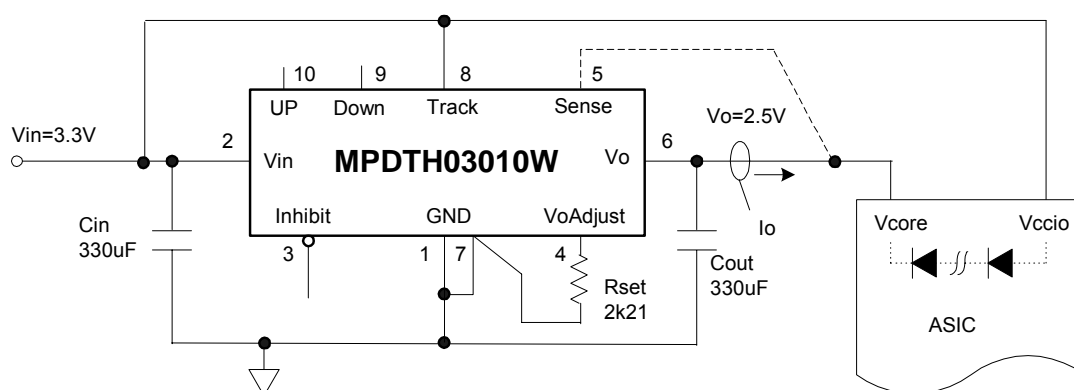 10 9 8 5
UP Down Track Sense
Vin=3.3V
Vo=2.5V
2 6
Vin MPDTH03010W Vo
Inhibit GND VoAdjust
Io
Vcore Vccio
Cin
330uF
3 1 7 4
Cout
330uF
Rset
2k21
ASIC